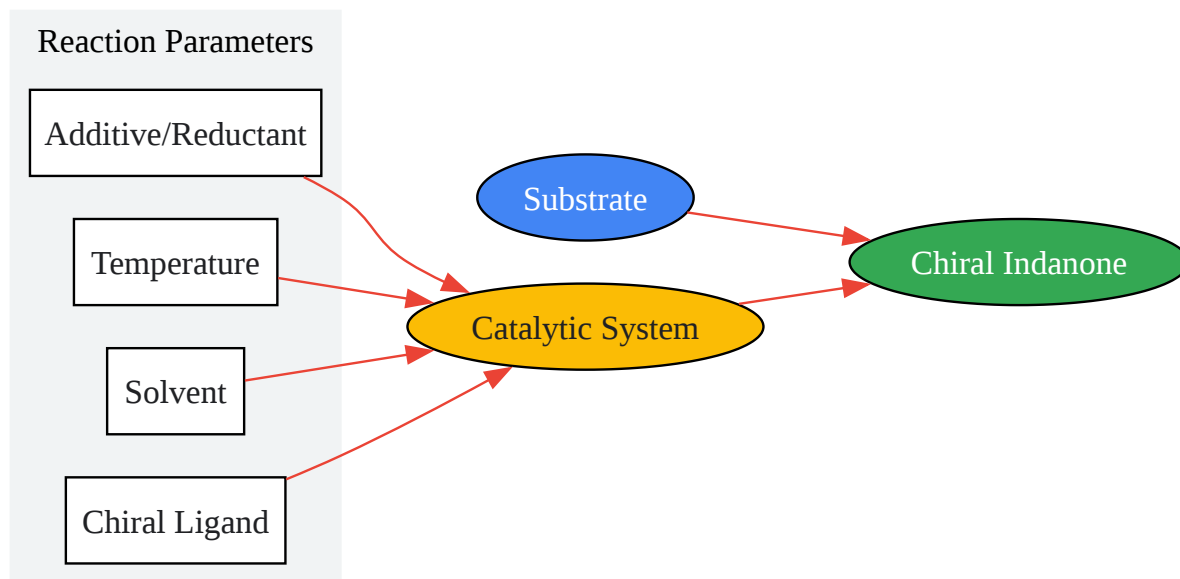 Reaction Parameters
Additive/Reductant
Temperature
Solvent
Chiral Ligand
Substrate
Catalytic System
Chiral Indanone